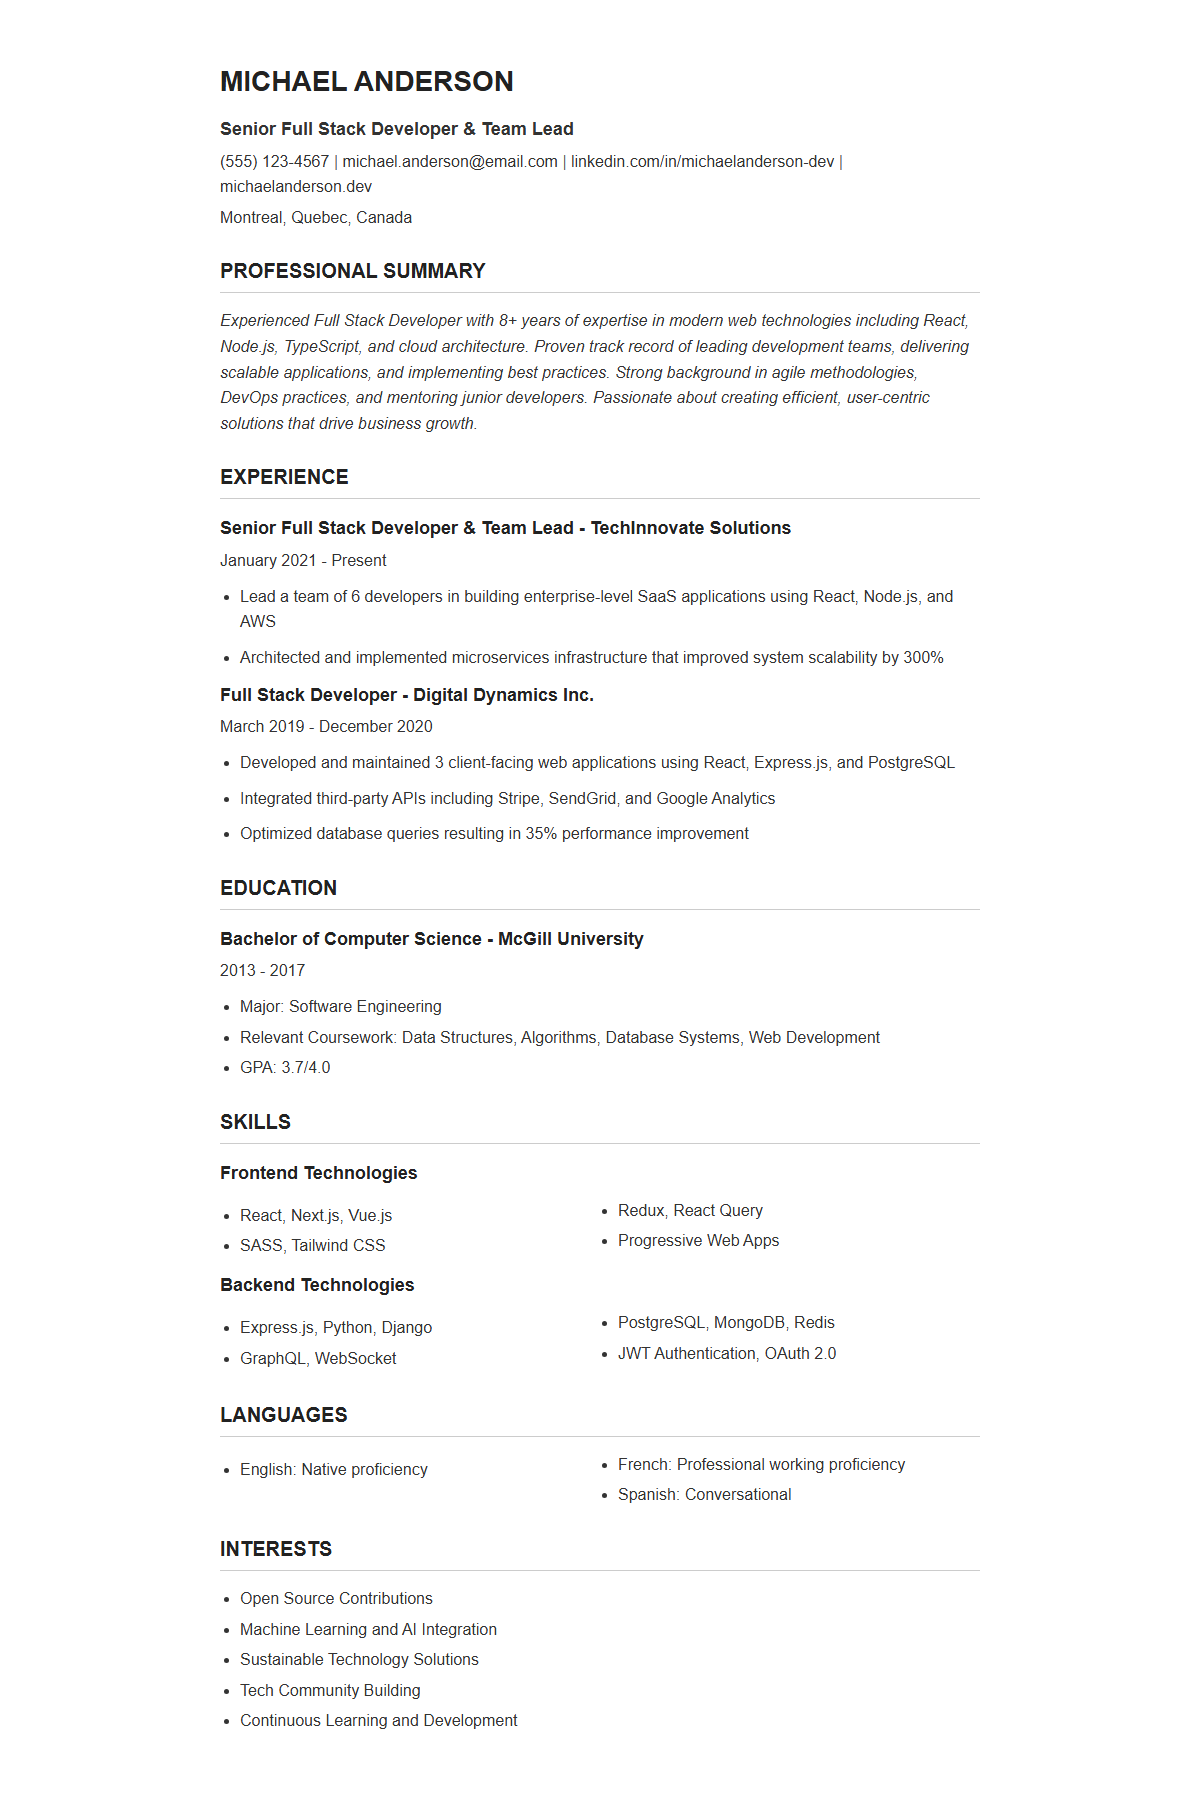 MICHAEL ANDERSON
Senior Full Stack Developer & Team Lead
(555) 123-4567 | michael.anderson@email.com | linkedin.com/in/michaelanderson-dev |
michaelanderson.dev
Montreal, Quebec, Canada
PROFESSIONAL SUMMARY
Experienced Full Stack Developer with 8+ years of expertise in modern web technologies including React,
Node.js, TypeScript, and cloud architecture. Proven track record of leading development teams, delivering
scalable applications, and implementing best practices. Strong background in agile methodologies,
DevOps practices, and mentoring junior developers. Passionate about creating efficient, user-centric
solutions that drive business growth.
EXPERIENCE
Senior Full Stack Developer & Team Lead - TechInnovate Solutions
January 2021 - Present
• Lead a team of 6 developers in building enterprise-level SaaS applications using React, Node.js, and
AWS
• Architected and implemented microservices infrastructure that improved system scalability by 300%
Full Stack Developer - Digital Dynamics Inc.
March 2019 - December 2020
• Developed and maintained 3 client-facing web applications using React, Express.js, and PostgreSQL
• Integrated third-party APIs including Stripe, SendGrid, and Google Analytics
• Optimized database queries resulting in 35% performance improvement
EDUCATION
Bachelor of Computer Science - McGill University
2013 - 2017
• Major: Software Engineering
• Relevant Coursework: Data Structures, Algorithms, Database Systems, Web Development
• GPA: 3.7/4.0
SKILLS
Frontend Technologies
• React, Next.js, Vue.js
• SASS, Tailwind CSS
• Redux, React Query
• Progressive Web Apps
Backend Technologies
• Express.js, Python, Django
• GraphQL, WebSocket
• PostgreSQL, MongoDB, Redis
• JWT Authentication, OAuth 2.0
LANGUAGES
• English: Native proficiency
• French: Professional working proficiency
• Spanish: Conversational
INTERESTS
• Open Source Contributions
• Machine Learning and AI Integration
• Sustainable Technology Solutions
• Tech Community Building
• Continuous Learning and Development